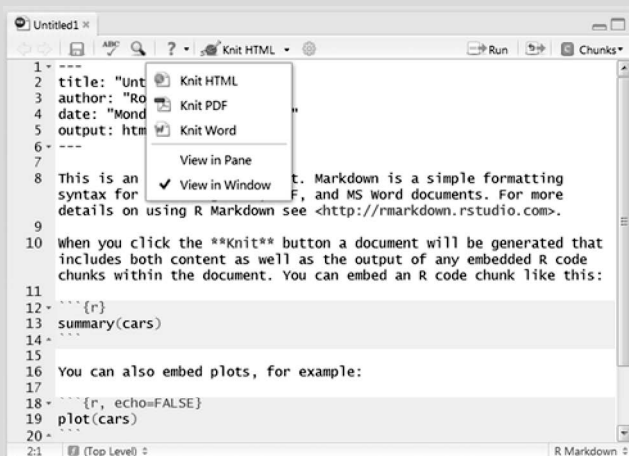 Untitled1 ×
ABC ? Knit HTML Run Chunks
1 ---
2 title: "Unt
3 author: "Ro
4 date: "Mond "
5 output: htm
6 ---
Knit HTML
Knit PDF
Knit Word
View in Pane
✔ View in Window
7
8 This is an t. Markdown is a simple formatting
syntax for F, and MS Word documents. For more
details on using R Markdown see <http://rmarkdown.rstudio.com>.
9
10 When you click the **Knit** button a document will be generated that
includes both content as well as the output of any embedded R code
chunks within the document. You can embed an R code chunk like this:
11
12 ```{r}
13 summary(cars)
14 ```
15
16 You can also embed plots, for example:
17
18 ```{r, echo=FALSE}
19 plot(cars)
20 ```
2:1 (Top Level) R Markdown